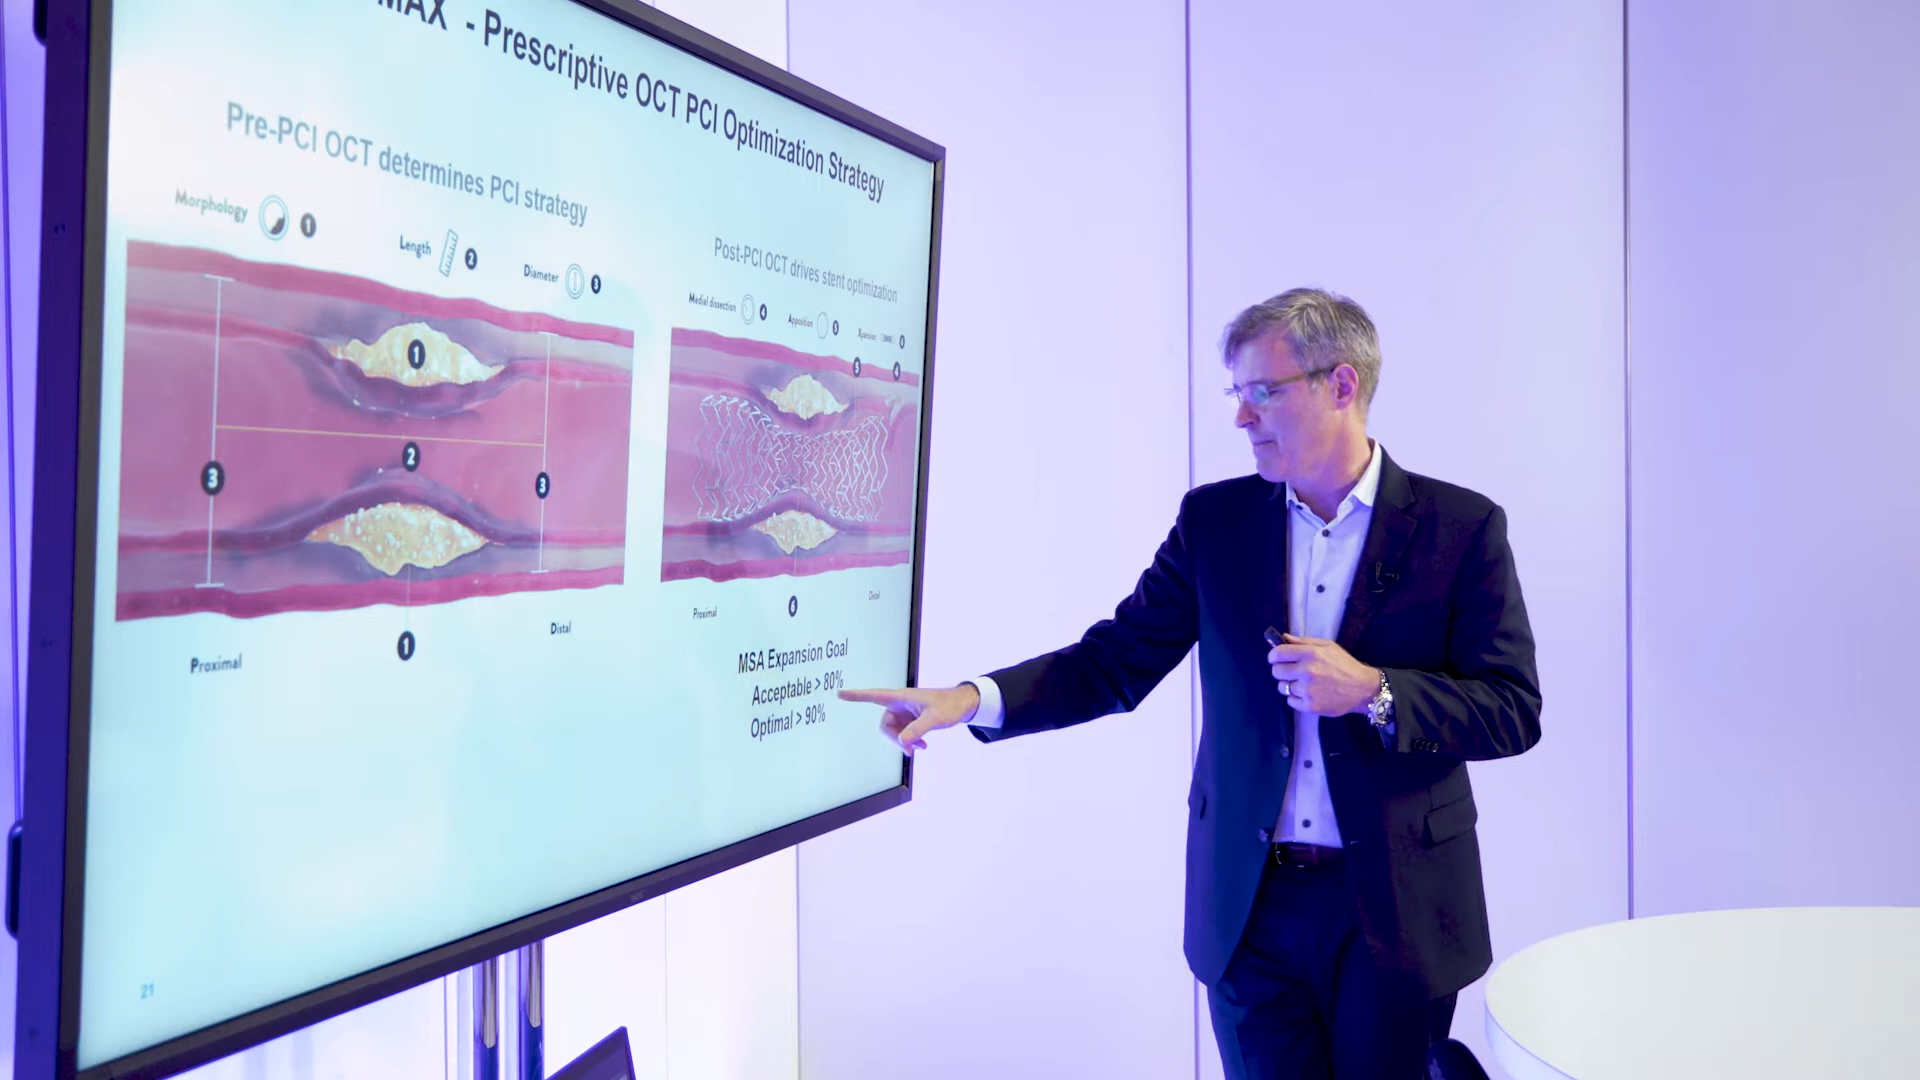 MAX - Prescriptive OCT PCI Optimization Strategy
Pre-PCI OCT determines PCI strategy
Morphology 1
Length 2
Diameter 3
Post-PCI OCT drives stent optimization
Medial dissection 4
Apposition 5
Xpansion 6
1
2
3
3
1
Proximal
Distal
5
4
6
Proximal
Distal
MSA Expansion Goal
Acceptable > 80%
Optimal > 90%
21